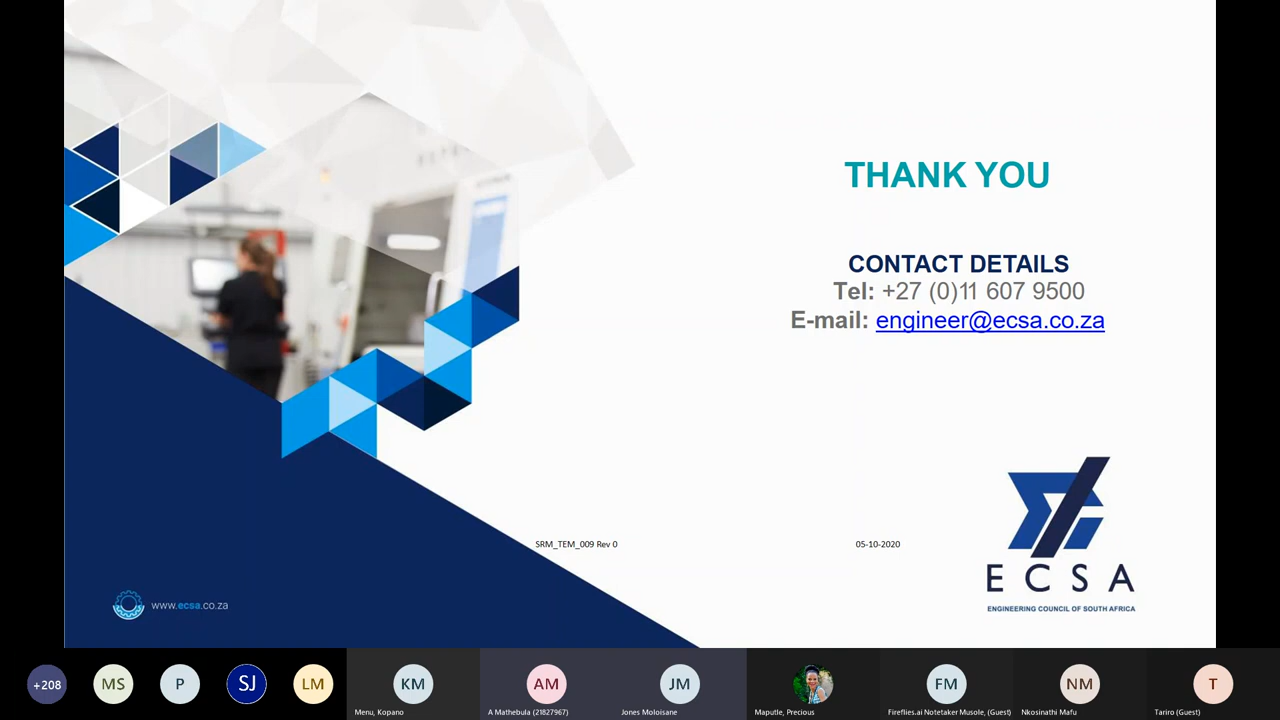 THANK YOU
CONTACT DETAILS
Tel: +27 (0)11 607 9500
E-mail: engineer@ecsa.co.za
ECSA
ENGINEERING COUNCIL OF SOUTH AFRICA
SRM_TEM_009 Rev 0
05-10-2020
www.ecsa.co.za
+208
MS
P
SJ
LM
KM
Menu, Kopano
AM
A Mathebula (21827967)
JM
Jones Moloisane
Maputle, Precious
FM
Fireflies.ai Notetaker Musole, (Guest)
NM
Nkosinathi Mafu
T
Tariro (Guest)